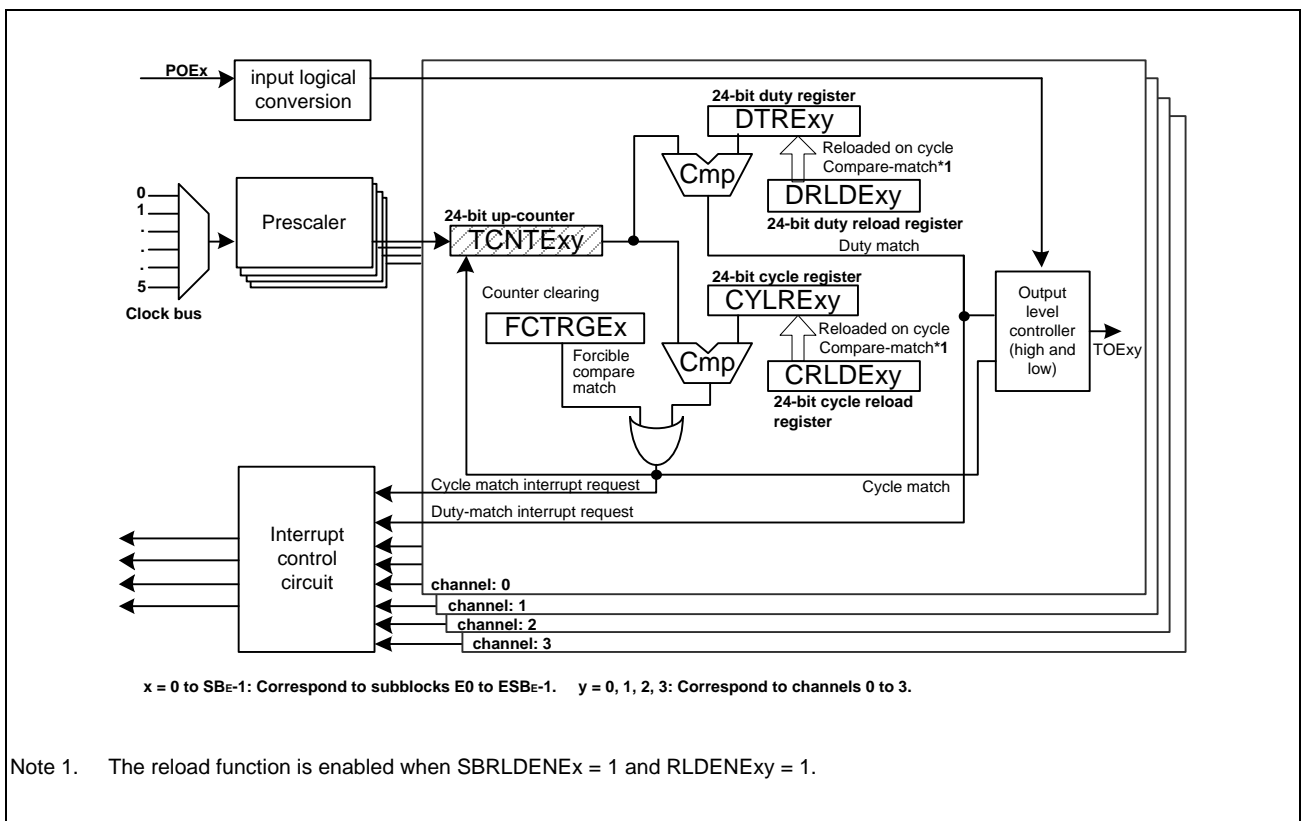 POEx
input logical
conversion
24-bit duty register
DTRExy
Reloaded on cycle
Compare-match*1
Cmp
DRLDExy
24-bit duty reload register
Duty match
0
1
.
.
.
5
Clock bus
Prescaler
24-bit up-counter
TCNTExy
24-bit cycle register
CYLRExy
Reloaded on cycle
Compare-match*1
Counter clearing
FCTRGEx
Forcible
compare
match
Cmp
CRLDExy
24-bit cycle reload
register
Output
level
controller
(high and
low)
TOExy
Cycle match interrupt request
Cycle match
Duty-match interrupt request
Interrupt
control
circuit
channel: 0
channel: 1
channel: 2
channel: 3
x = 0 to SBE-1: Correspond to subblocks E0 to ESBE-1. y = 0, 1, 2, 3: Correspond to channels 0 to 3.
Note 1. The reload function is enabled when SBRLDENEx = 1 and RLDENExy = 1.